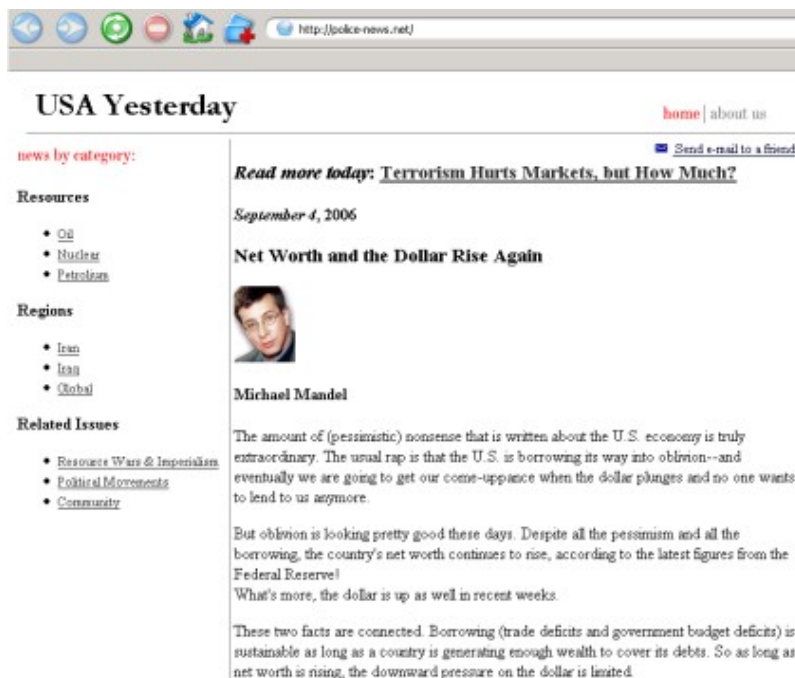 http://police-news.net/
USA Yesterday
home | about us
Send e-mail to a friend
news by category:
Resources
Oil
Nuclear
Petrolism
Regions
Iran
Iraq
Global
Related Issues
Resource Wars & Imperialism
Political Movements
Community
Read more today: Terrorism Hurts Markets, but How Much?
September 4, 2006
Net Worth and the Dollar Rise Again
Michael Mandel
The amount of (pessimistic) nonsense that is written about the U.S. economy is truly
extraordinary. The usual rap is that the U.S. is borrowing its way into oblivion--and
eventually we are going to get our come-uppance when the dollar plunges and no one wants
to lend to us anymore.
But oblivion is looking pretty good these days. Despite all the pessimism and all the
borrowing, the country's net worth continues to rise, according to the latest figures from the
Federal Reserve!
What's more, the dollar is up as well in recent weeks.
These two facts are connected. Borrowing (trade deficits and government budget deficits) is
sustainable as long as a country is generating enough wealth to cover its debts. So as long as
net worth is rising, the downward pressure on the dollar is limited.